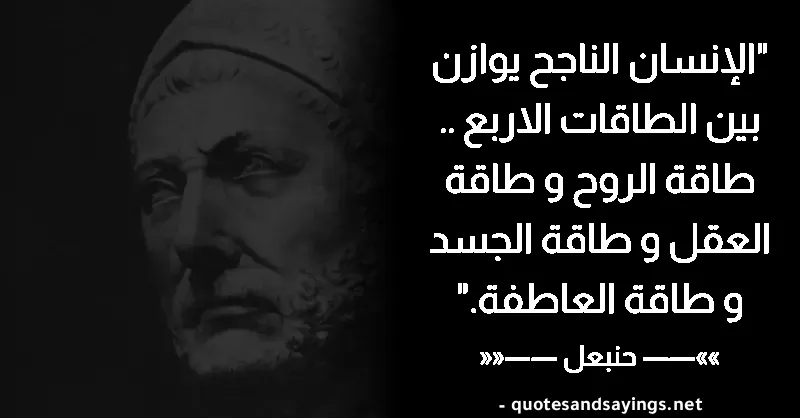 "الإنسان الناجح يوازن
بين الطاقات الاربع ..
طاقة الروح و طاقة
العقل و طاقة الجسد
و طاقة العاطفة."
»»—— حنبعل ——««
- quotesandsayings.net